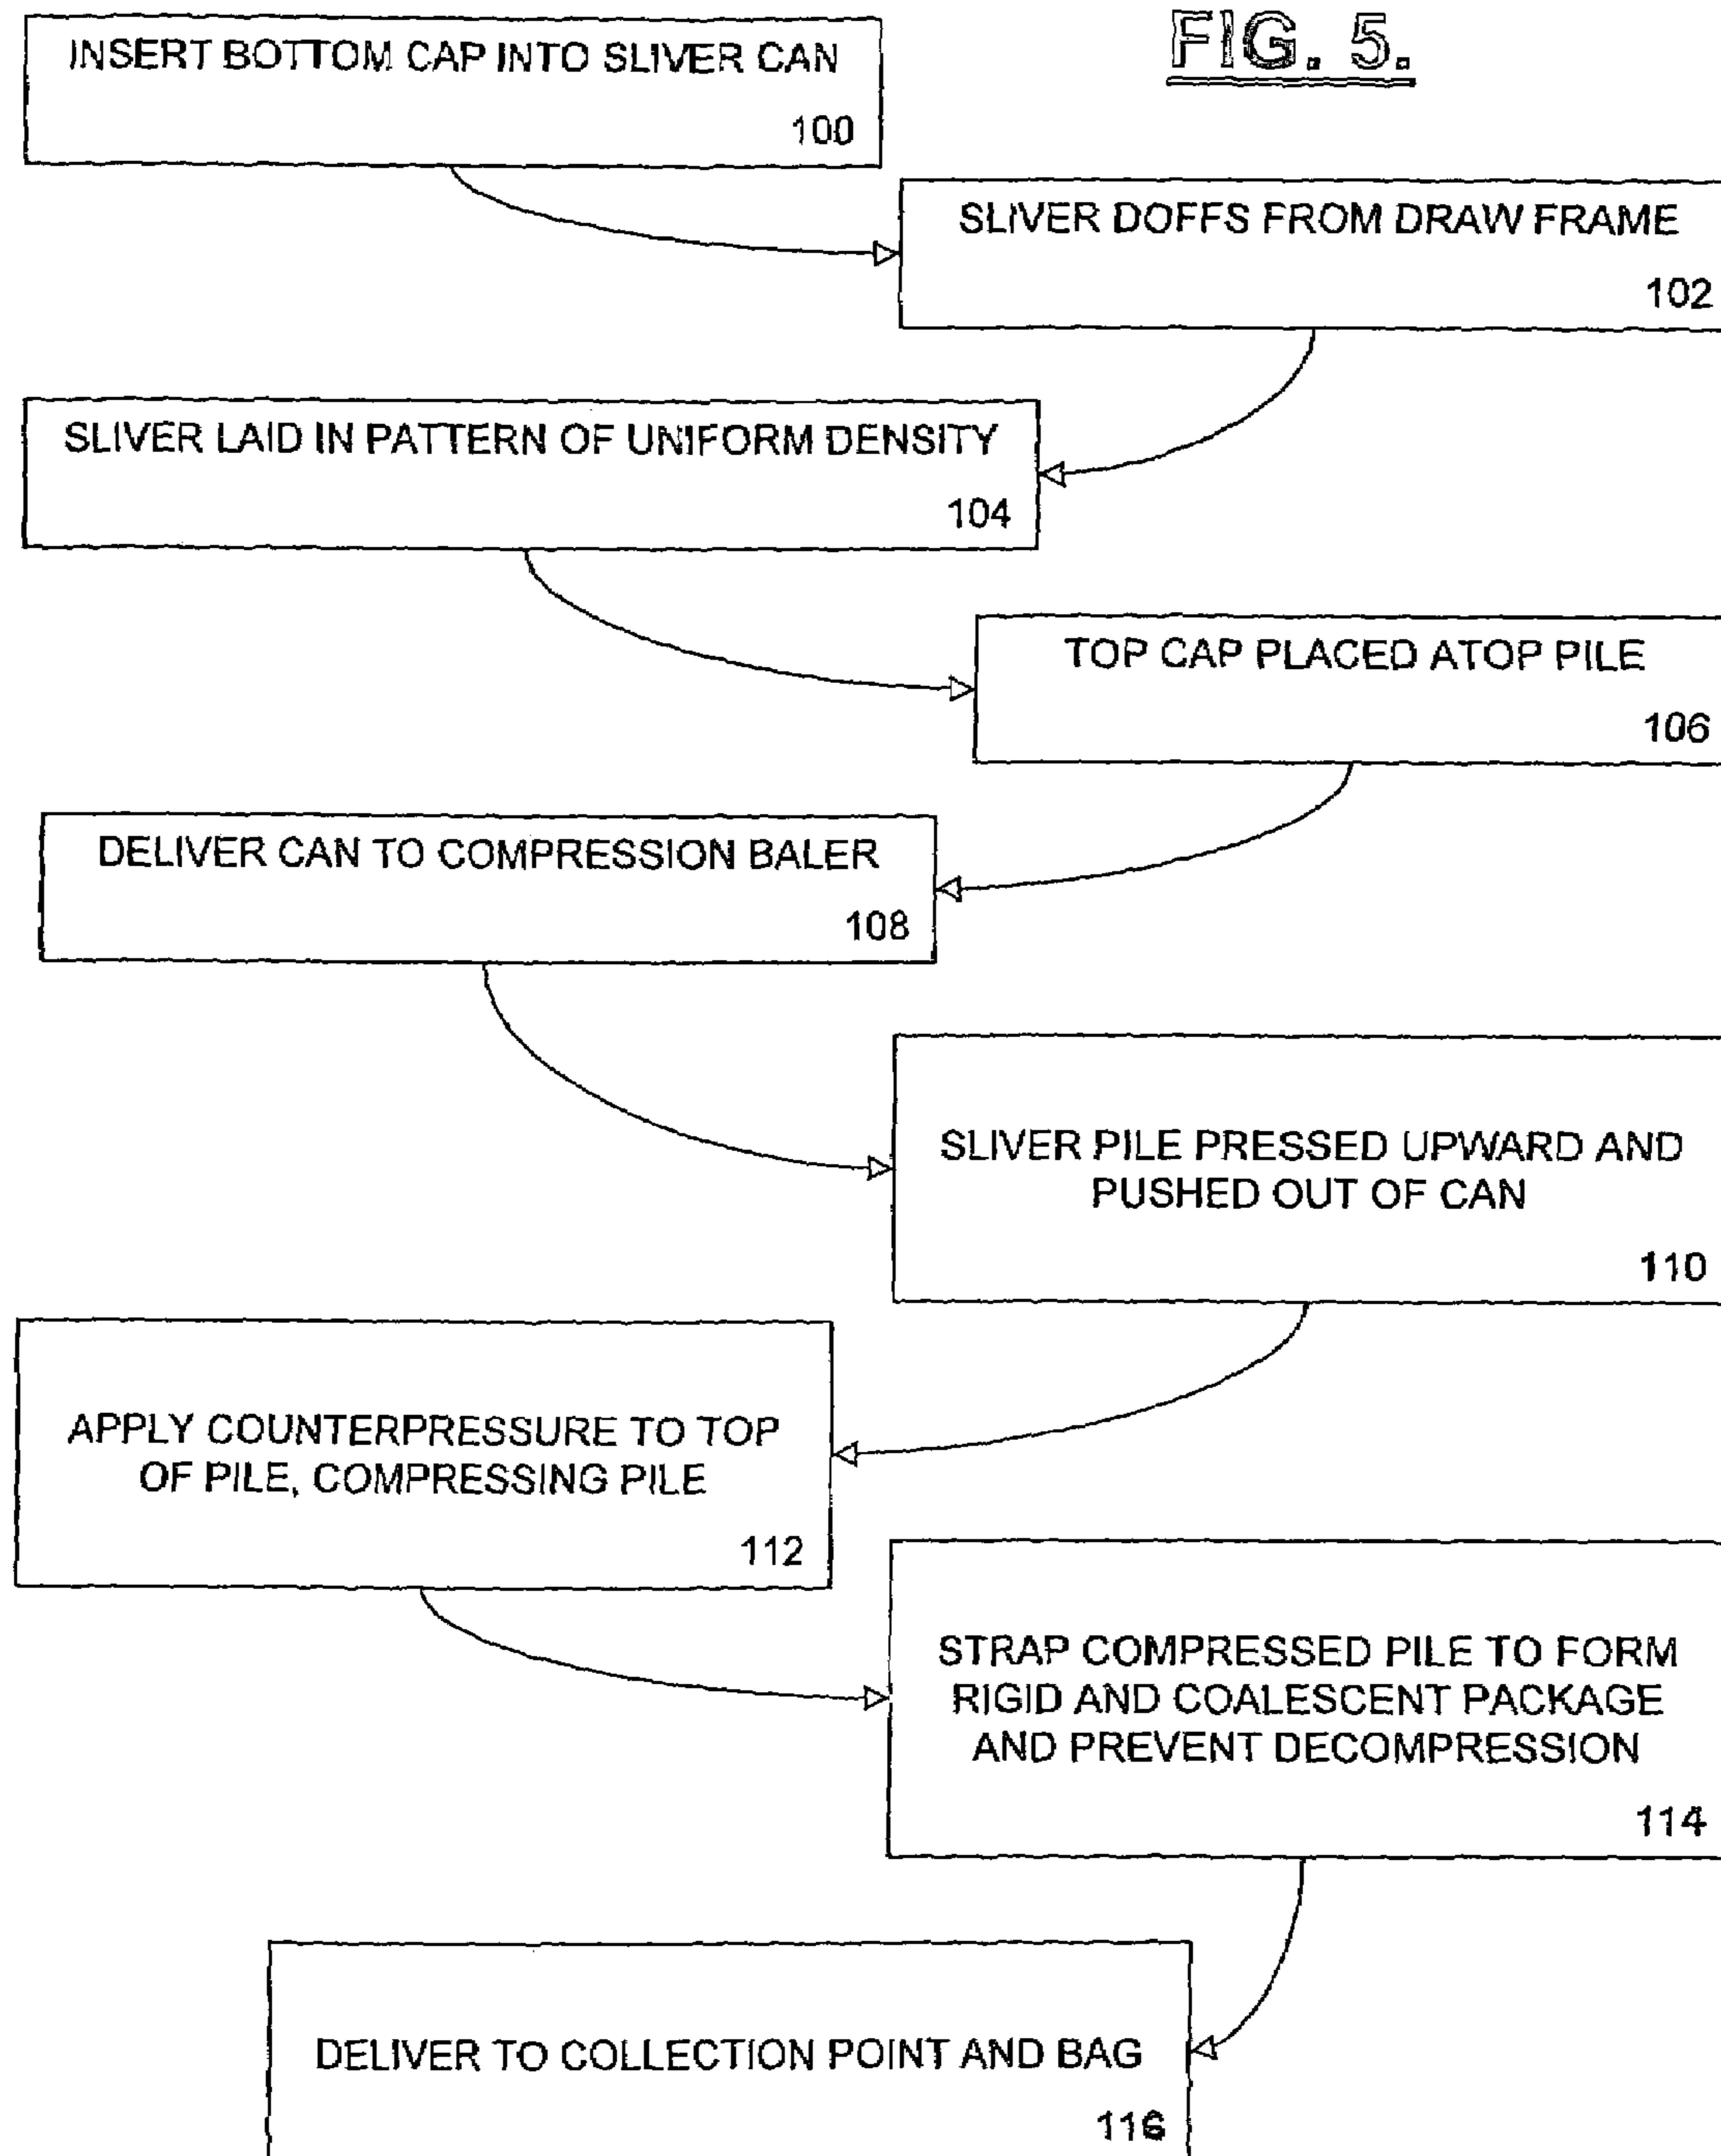 FIG. 5.
INSERT BOTTOM CAP INTO SLIVER CAN
100
SLIVER DOFFS FROM DRAW FRAME
102
SLIVER LAID IN PATTERN OF UNIFORM DENSITY
104
TOP CAP PLACED ATOP PILE
106
DELIVER CAN TO COMPRESSION BALER
108
SLIVER PILE PRESSED UPWARD AND
PUSHED OUT OF CAN
110
APPLY COUNTERPRESSURE TO TOP
OF PILE, COMPRESSING PILE
112
STRAP COMPRESSED PILE TO FORM
RIGID AND COALESCENT PACKAGE
AND PREVENT DECOMPRESSION
114
DELIVER TO COLLECTION POINT AND BAG
116